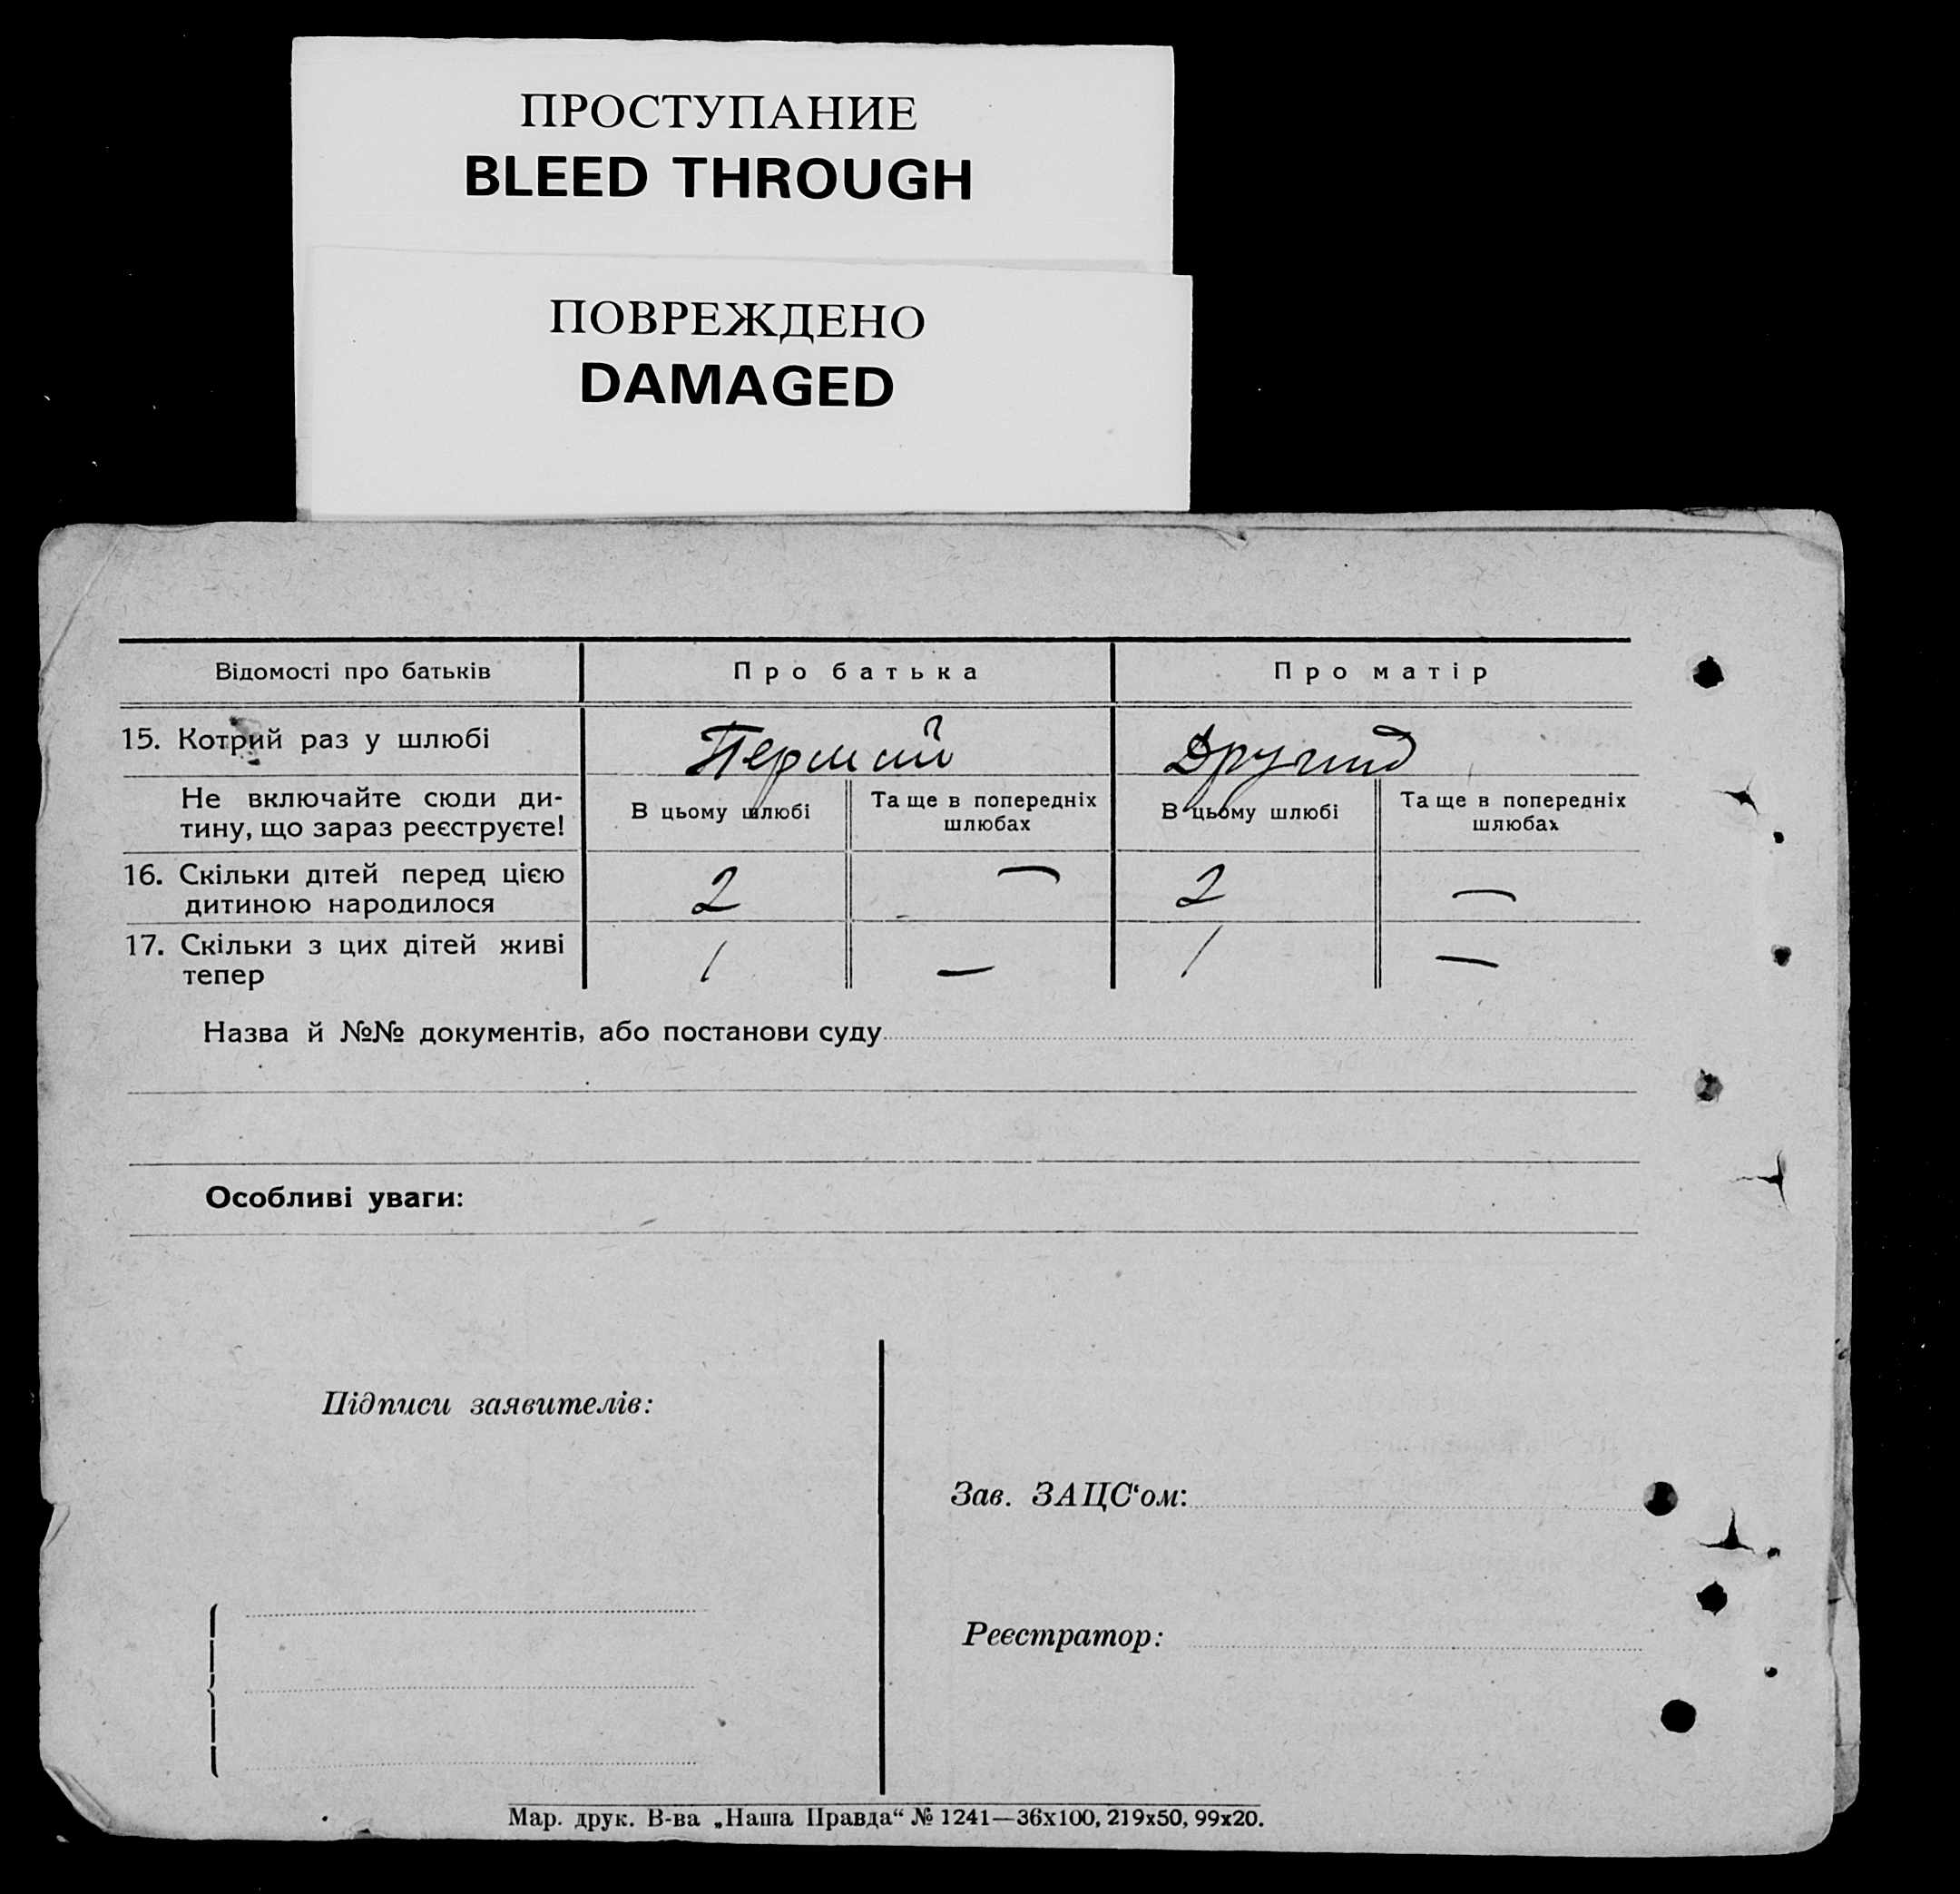 ПРОСТУПАНИЕ
BLEED THROUGH
ПОВРЕЖДЕНО
DAMAGED
Відомості про батьків Про батька Про матір
15. Котрий раз у шлюбі Перший Другий
Не включайте сюди ди- В цьому шлюбі Та ще в попередніх В цьому шлюбі Та ще в попередніх
тину, що зараз реєструєте! шлюбах шлюбах
16. Скільки дітей перед цією 2 — 2 —
дитиною народилося
17. Скільки з цих дітей живі 1 — 1 —
тепер
Назва й №№ документів, або постанови суду
Особливі уваги:
Підписи заявителів:
Зав. ЗАЦС‘ом:
Реєстратор:
Мар. друк. В-ва „Наша Правда“ № 1241—36х100, 219х50, 99х20.